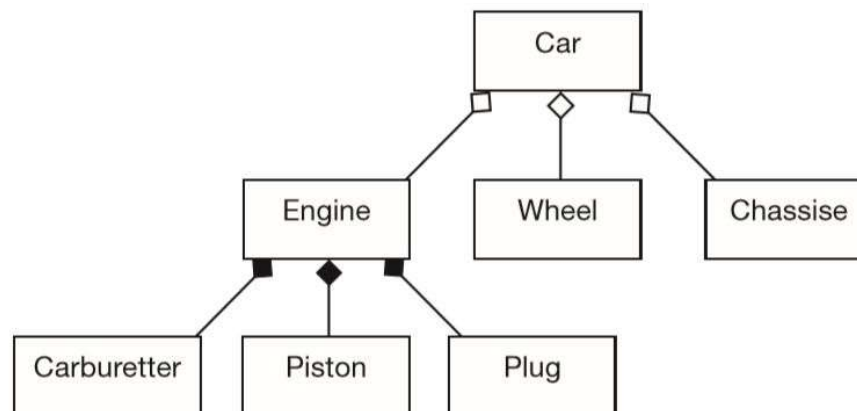 Car
Engine
Wheel
Chassise
Carburetter
Piston
Plug